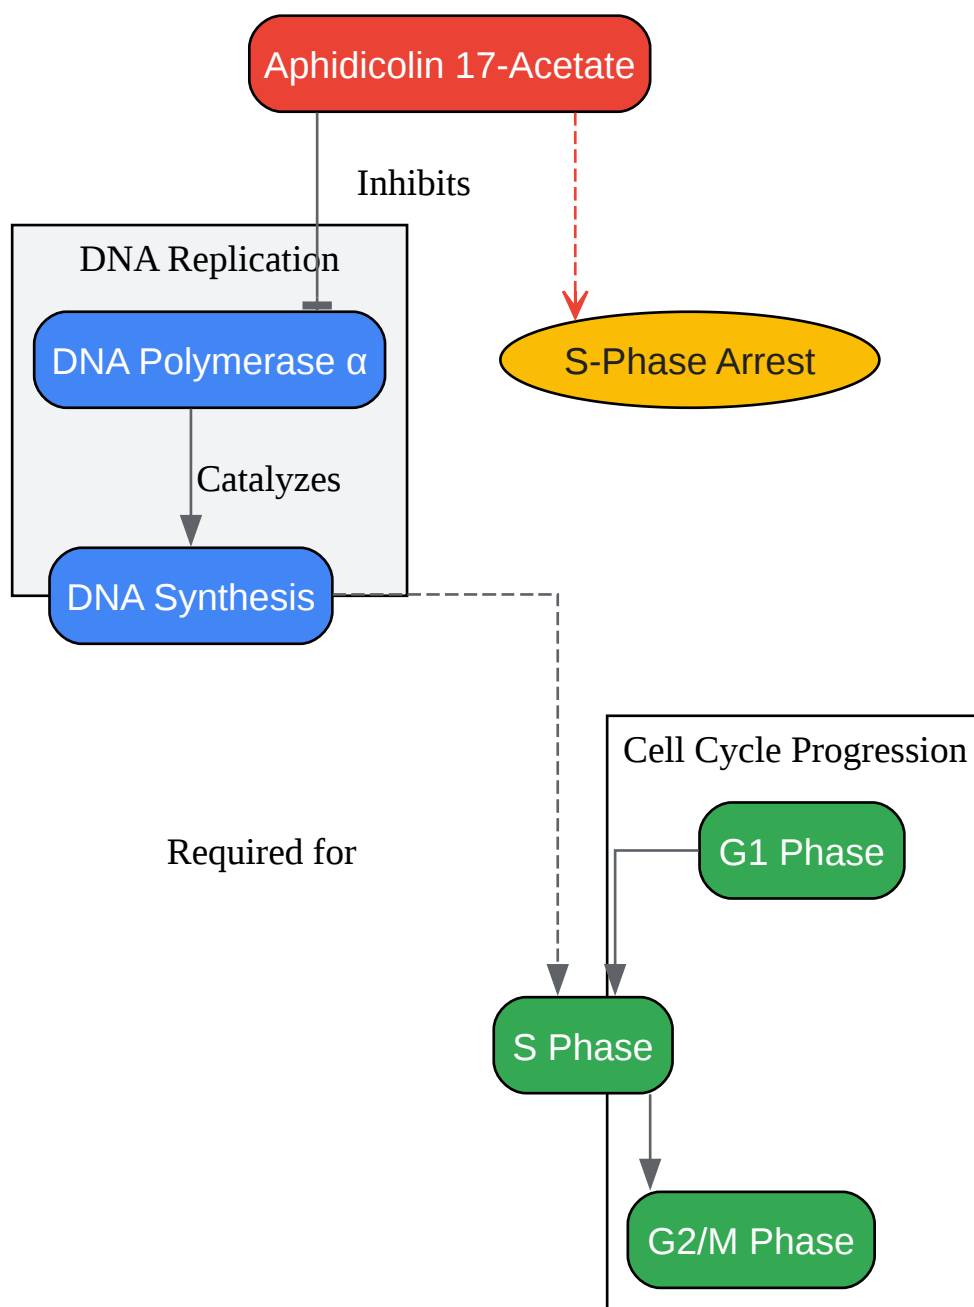 Aphidicolin 17-Acetate
Inhibits
DNA Replication
DNA Polymerase α
S-Phase Arrest
Catalyzes
DNA Synthesis
Cell Cycle Progression
Required for
G1 Phase
S Phase
G2/M Phase